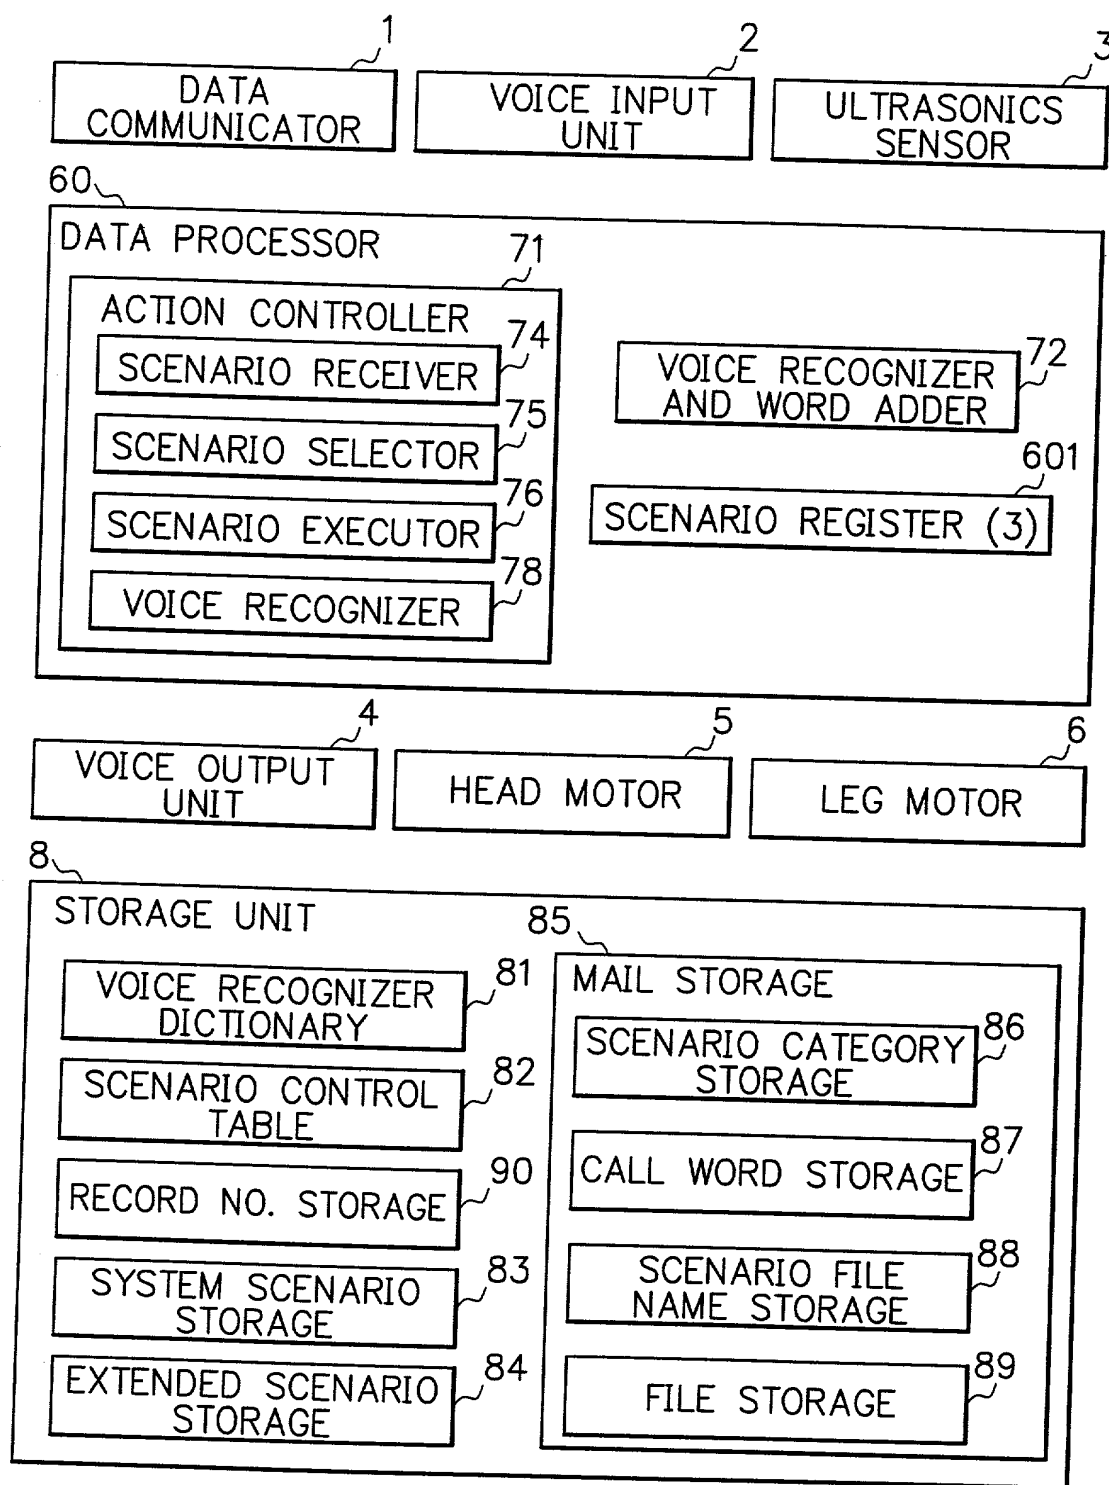 1
2
3
DATA
COMMUNICATOR
VOICE INPUT
UNIT
ULTRASONICS
SENSOR
60
DATA PROCESSOR
71
ACTION CONTROLLER
74
SCENARIO RECEIVER
75
SCENARIO SELECTOR
76
SCENARIO EXECUTOR
78
VOICE RECOGNIZER
72
VOICE RECOGNIZER
AND WORD ADDER
601
SCENARIO REGISTER (3)
4
5
6
VOICE OUTPUT
UNIT
HEAD MOTOR
LEG MOTOR
8
STORAGE UNIT
81
VOICE RECOGNIZER
DICTIONARY
82
SCENARIO CONTROL
TABLE
90
RECORD NO. STORAGE
83
SYSTEM SCENARIO
STORAGE
84
EXTENDED SCENARIO
STORAGE
85
MAIL STORAGE
86
SCENARIO CATEGORY
STORAGE
87
CALL WORD STORAGE
88
SCENARIO FILE
NAME STORAGE
89
FILE STORAGE